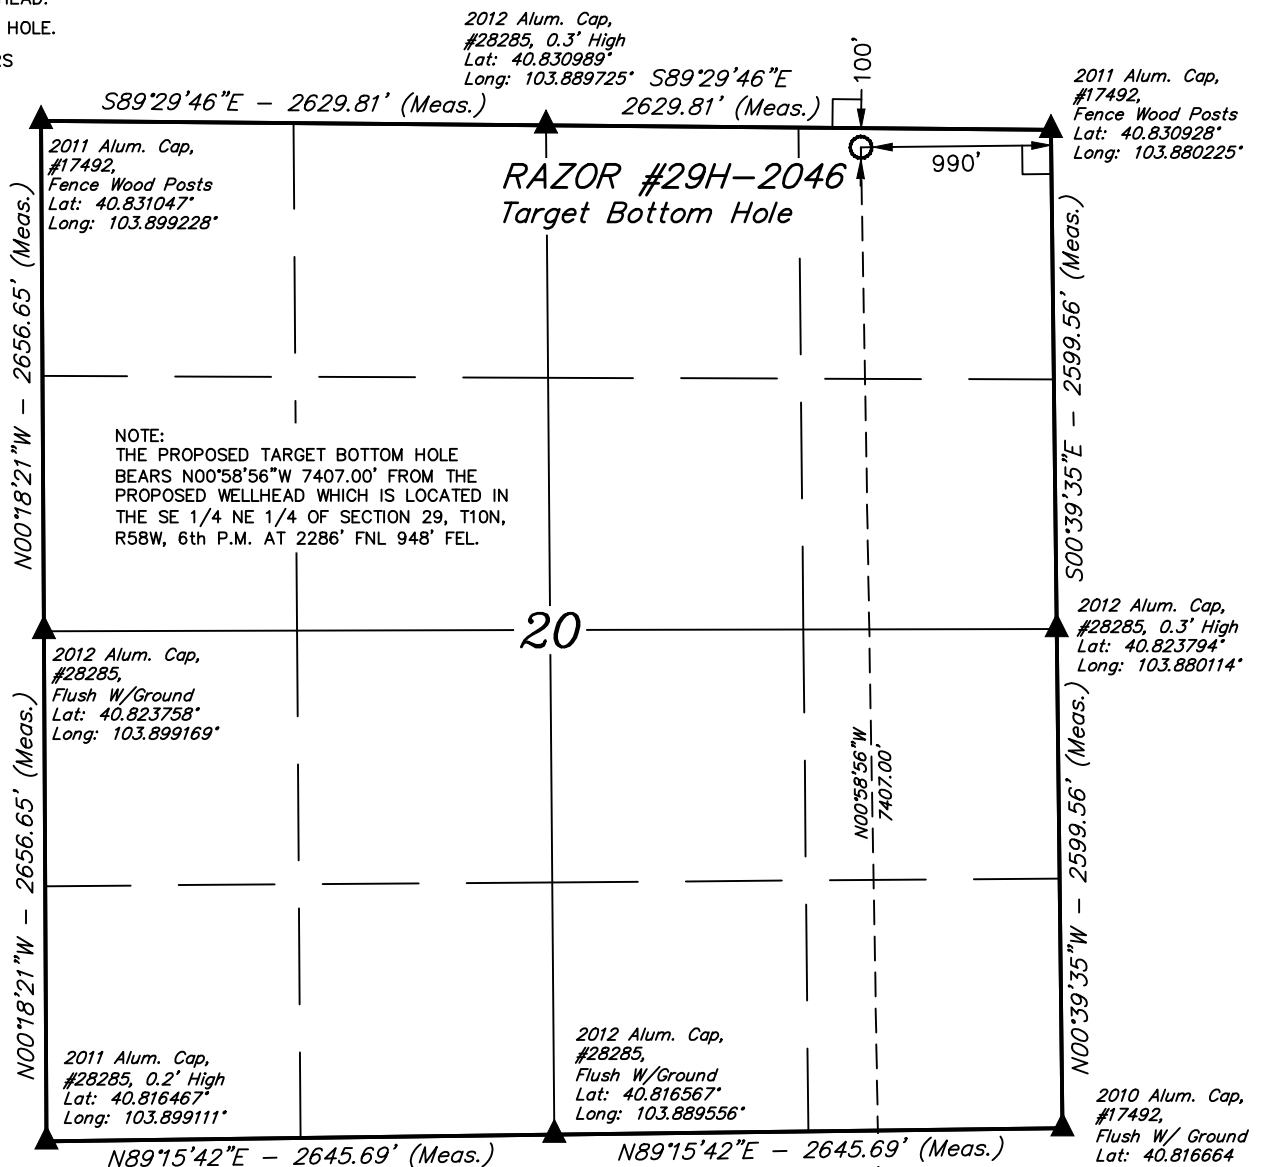 HEAD.
HOLE.
RS
2012 Alum. Cap,
#28285, 0.3' High
Lat: 40.830989°
Long: 103.889725°
S89°29'46"E - 2629.81' (Meas.)
S89°29'46"E
2629.81' (Meas.)
100'
2011 Alum. Cap,
#17492,
Fence Wood Posts
Lat: 40.830928°
Long: 103.880225°
2011 Alum. Cap,
#17492,
Fence Wood Posts
Lat: 40.831047°
Long: 103.899228°
RAZOR #29H-2046
Target Bottom Hole
990'
N00°18'21"W - 2656.65' (Meas.)
S00°39'35"E - 2599.56' (Meas.)
NOTE:
THE PROPOSED TARGET BOTTOM HOLE
BEARS N00°58'56"W 7407.00' FROM THE
PROPOSED WELLHEAD WHICH IS LOCATED IN
THE SE 1/4 NE 1/4 OF SECTION 29, T10N,
R58W, 6th P.M. AT 2286' FNL 948' FEL.
20
2012 Alum. Cap,
#28285, 0.3' High
Lat: 40.823794°
Long: 103.880114°
2012 Alum. Cap,
#28285,
Flush W/Ground
Lat: 40.823758°
Long: 103.899169°
N00°18'21"W - 2656.65' (Meas.)
N00°58'56"W
7407.00'
N00°39'35"W - 2599.56' (Meas.)
2011 Alum. Cap,
#28285, 0.2' High
Lat: 40.816467°
Long: 103.899111°
2012 Alum. Cap,
#28285,
Flush W/Ground
Lat: 40.816567°
Long: 103.889556°
2010 Alum. Cap,
#17492,
Flush W/ Ground
Lat: 40.816664
N89°15'42"E - 2645.69' (Meas.)
N89°15'42"E - 2645.69' (Meas.)